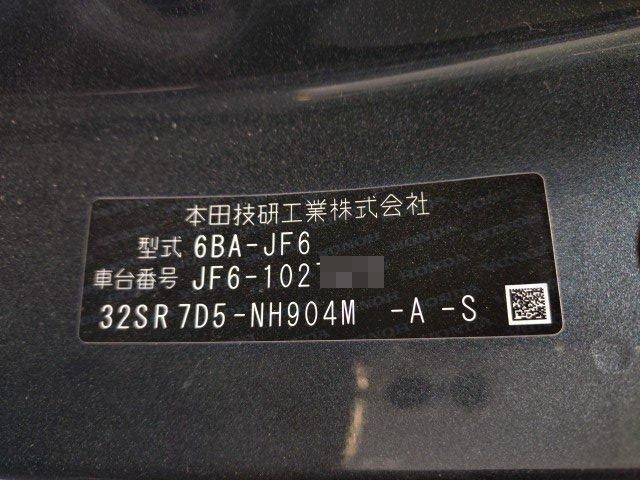 本田技研工業株式会社
型式 6BA-JF6
車台番号 JF6-102
32SR 7D5-NH904M -A -S